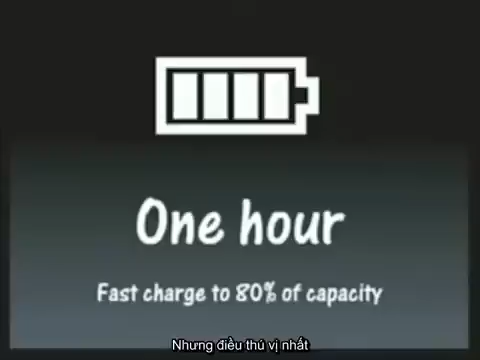 One hour
Fast charge to 80% of capacity
Nhưng điều thú vị nhất